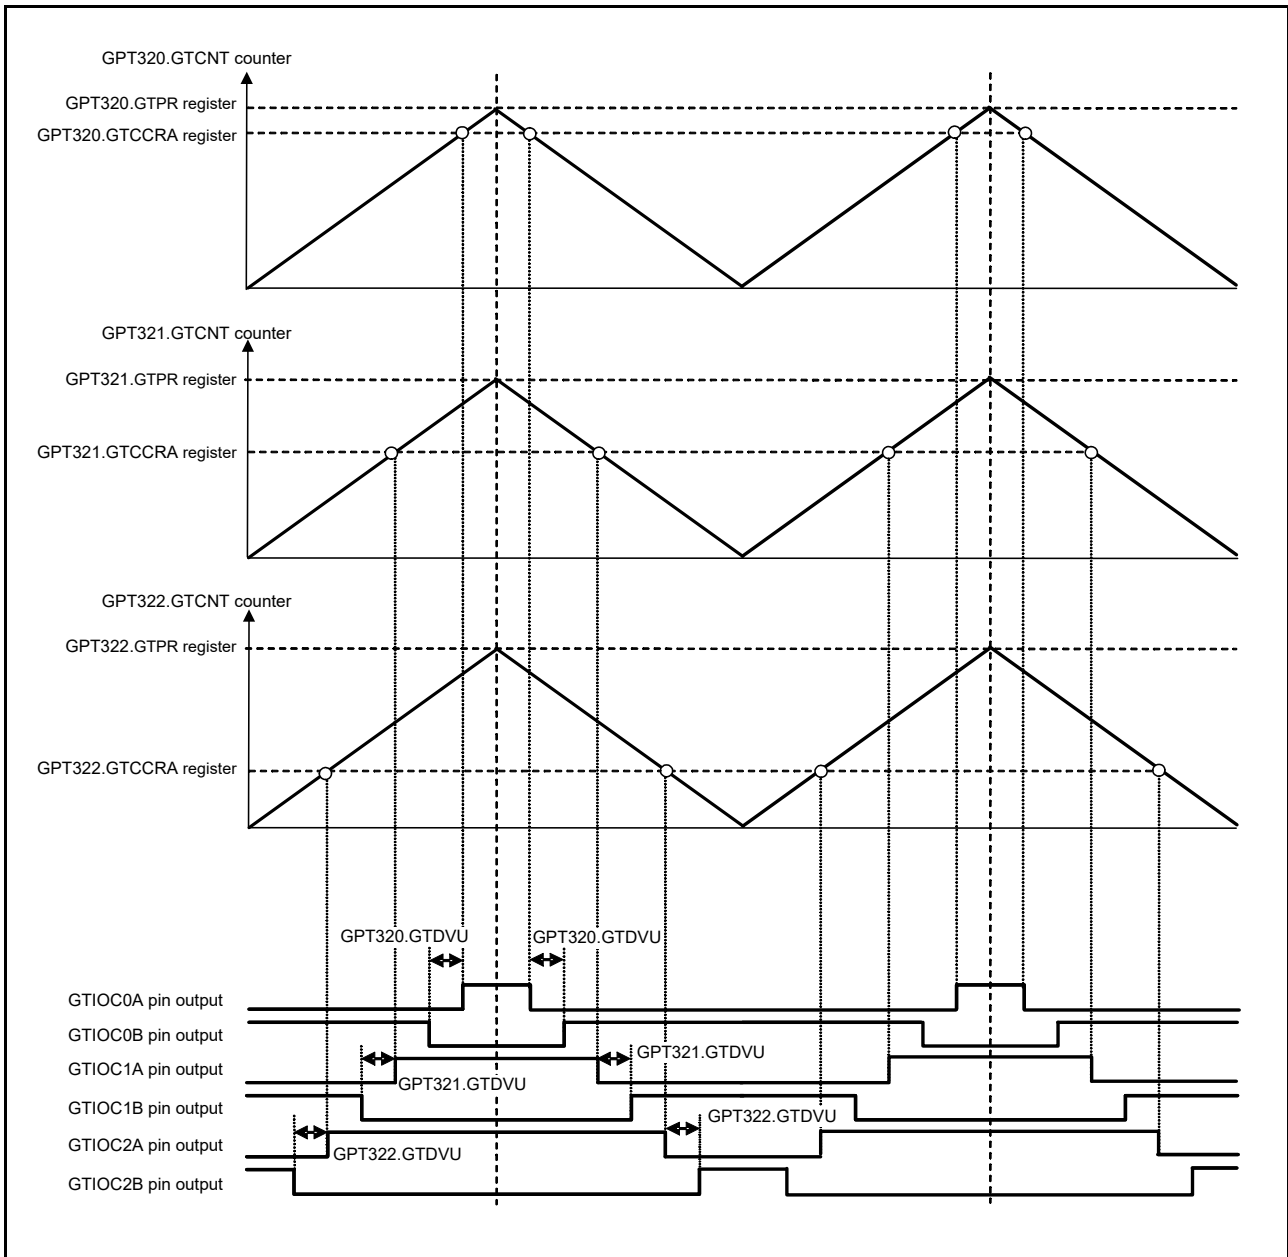 GPT320.GTCNT counter
GPT320.GTPR register
GPT320.GTCCRA register
GPT321.GTCNT counter
GPT321.GTPR register
GPT321.GTCCRA register
GPT322.GTCNT counter
GPT322.GTPR register
GPT322.GTCCRA register
GPT320.GTDVU GPT320.GTDVU
GTIOC0A pin output
GTIOC0B pin output
GPT321.GTDVU
GTIOC1A pin output
GPT321.GTDVU
GTIOC1B pin output
GPT322.GTDVU
GTIOC2A pin output
GPT322.GTDVU
GTIOC2B pin output